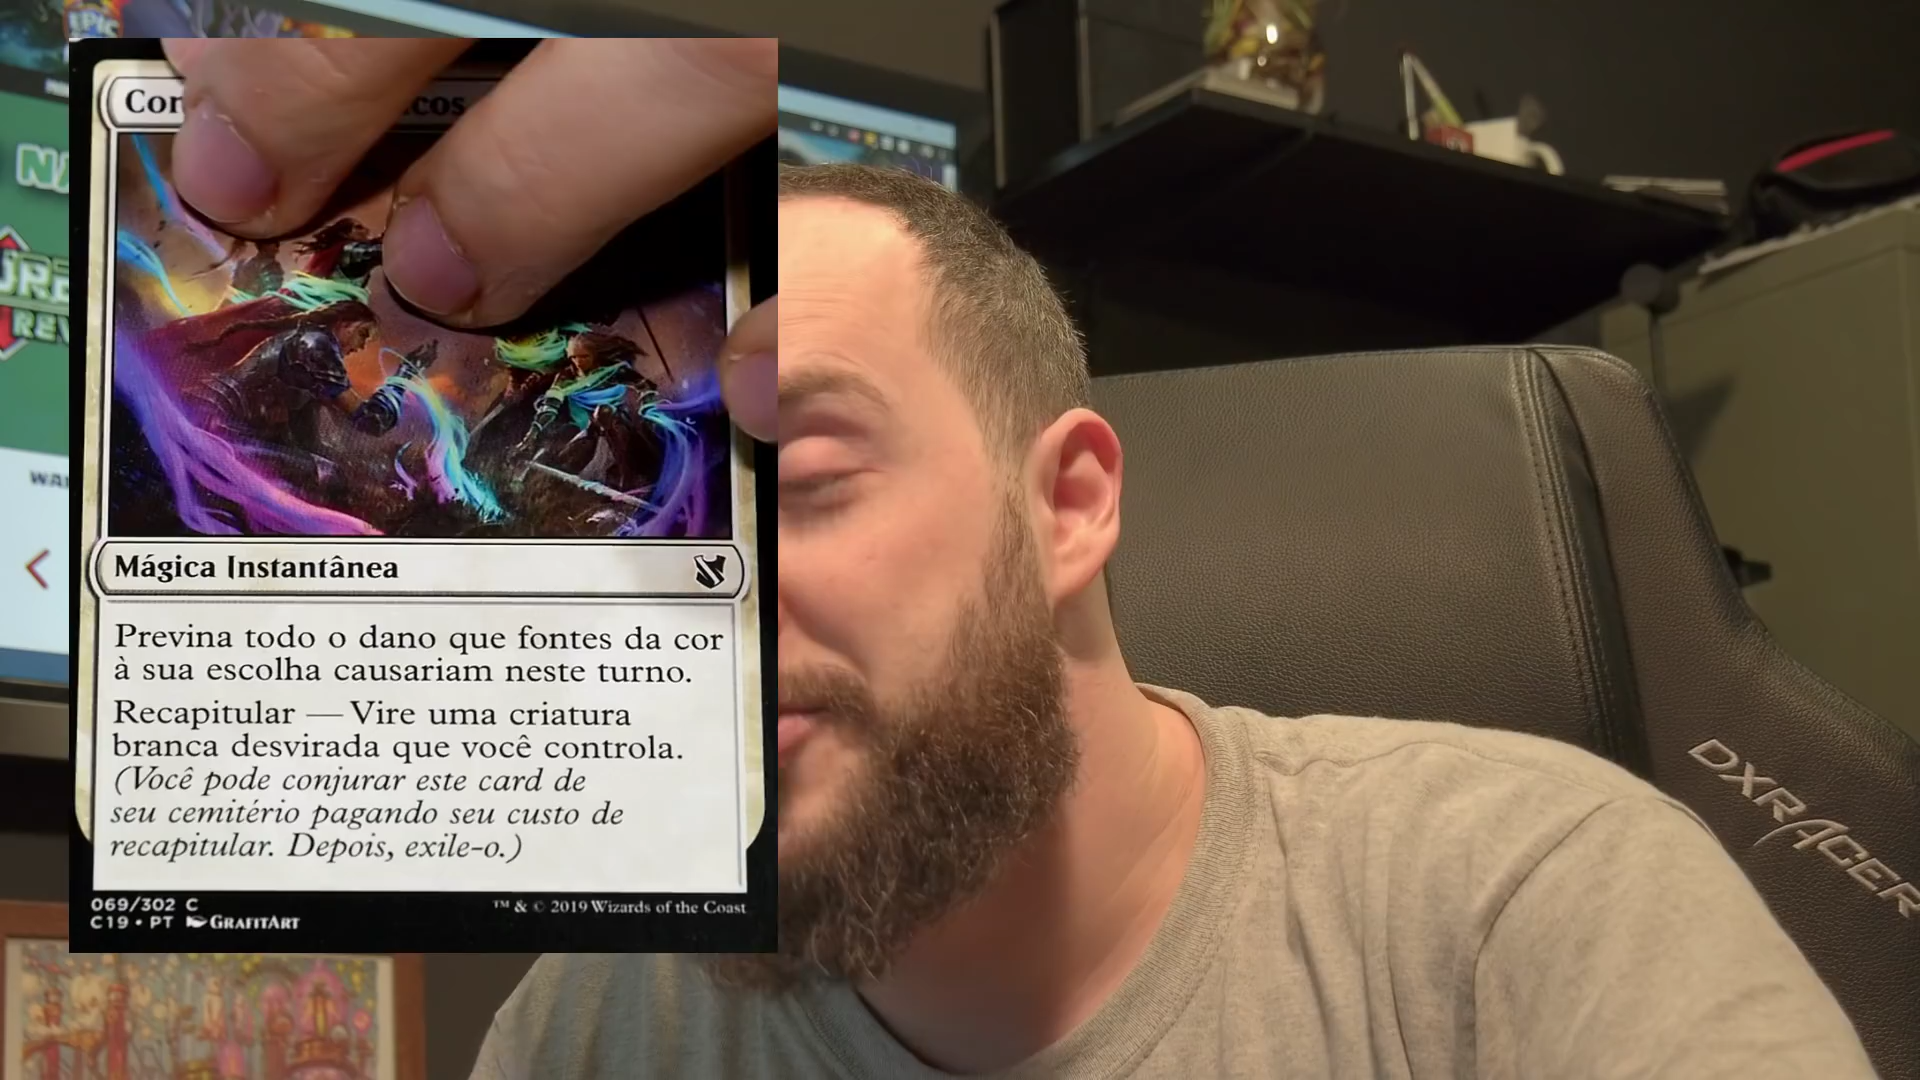 EPIC
Mágica Instantânea
Previna todo o dano que fontes da cor
à sua escolha causariam neste turno.
Recapitular — Vire uma criatura
branca desvirada que você controla.
(Você pode conjurar este card de
seu cemitério pagando seu custo de
recapitular. Depois, exile-o.)
069/302 C
C19 • PT GRAFITART
™ & © 2019 Wizards of the Coast
DXRACER